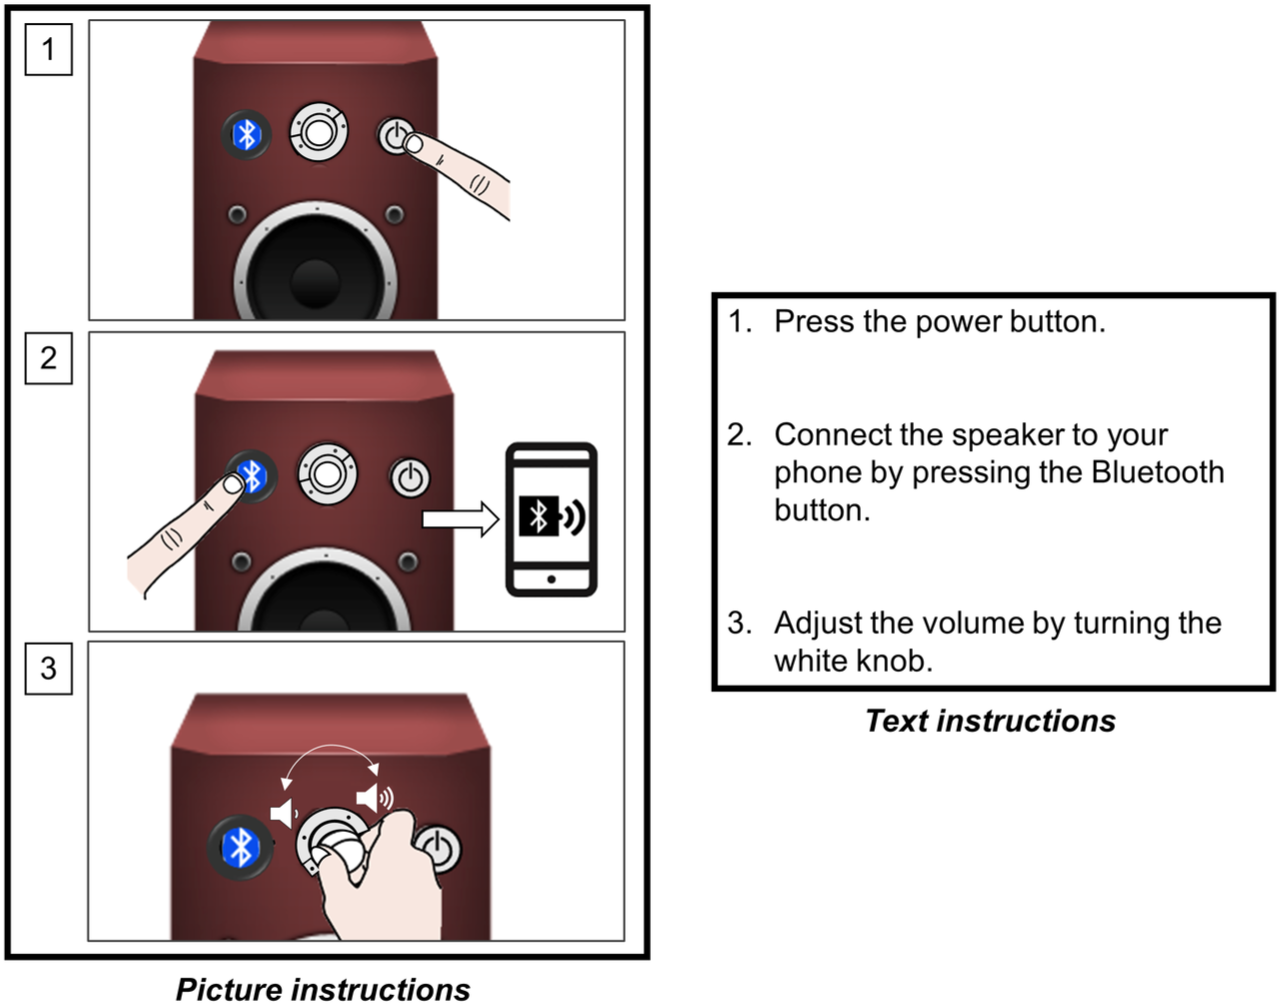 1
2
3
Picture instructions
1. Press the power button.
2. Connect the speaker to your
phone by pressing the Bluetooth
button.
3. Adjust the volume by turning the
white knob.
Text instructions